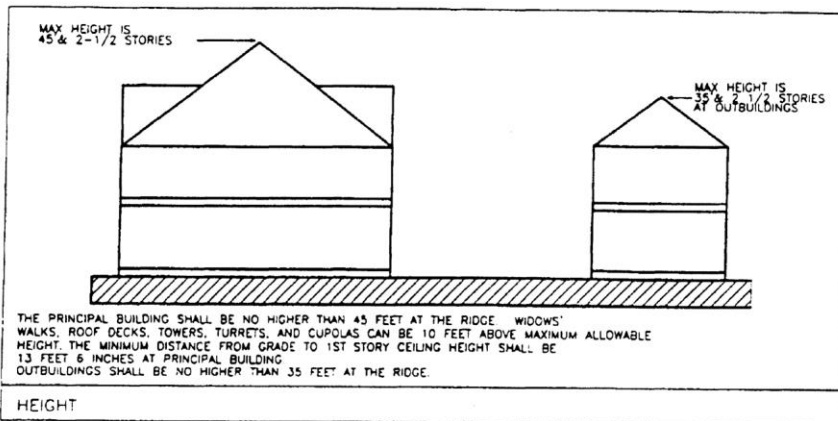 MAX HEIGHT IS
45'& 2-1/2 STORIES
MAX HEIGHT IS
35'& 2 1/2 STORIES
AT OUTBUILDINGS
THE PRINCIPAL BUILDING SHALL BE NO HIGHER THAN 45 FEET AT THE RIDGE. WIDOWS'
WALKS, ROOF DECKS, TOWERS, TURRETS, AND CUPOLAS CAN BE 10 FEET ABOVE MAXIMUM ALLOWABLE
HEIGHT. THE MINIMUM DISTANCE FROM GRADE TO 1ST STORY CEILING HEIGHT SHALL BE
13 FEET 6 INCHES AT PRINCIPAL BUILDING
OUTBUILDINGS SHALL BE NO HIGHER THAN 35 FEET AT THE RIDGE.
HEIGHT